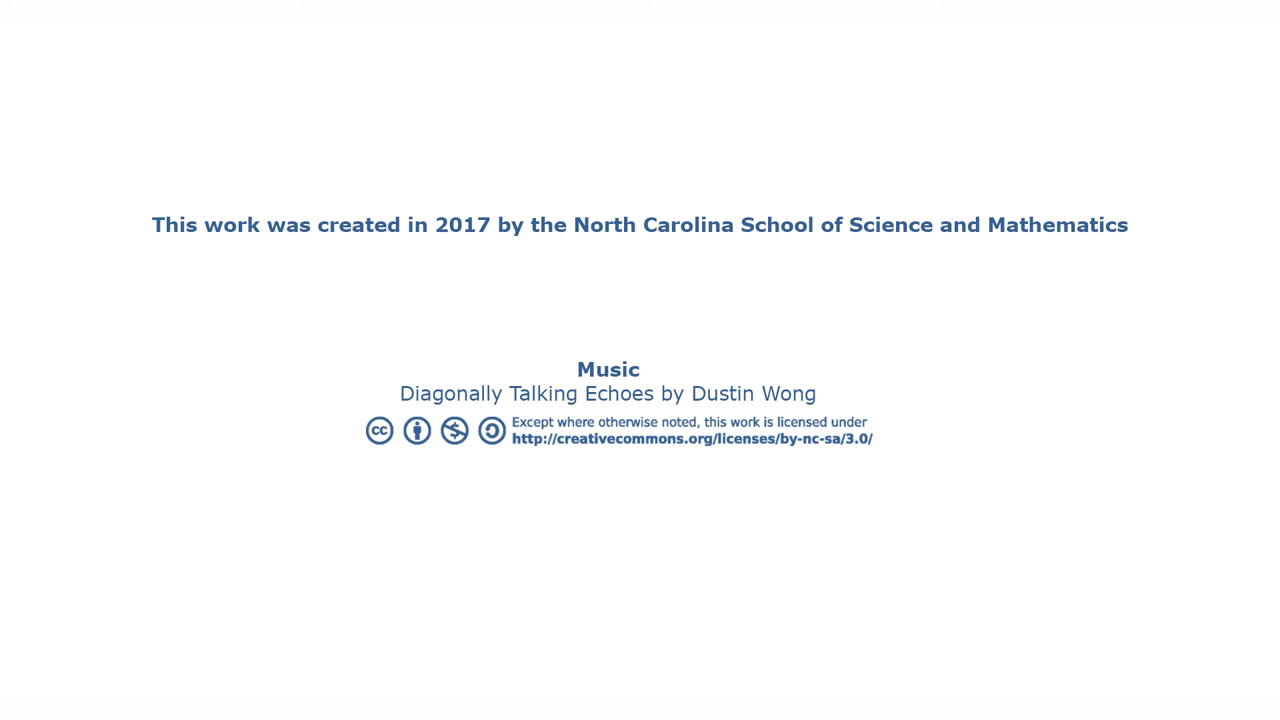 This work was created in 2017 by the North Carolina School of Science and Mathematics
Music
Diagonally Talking Echoes by Dustin Wong
cc
Except where otherwise noted, this work is licensed under
http://creativecommons.org/licenses/by-nc-sa/3.0/